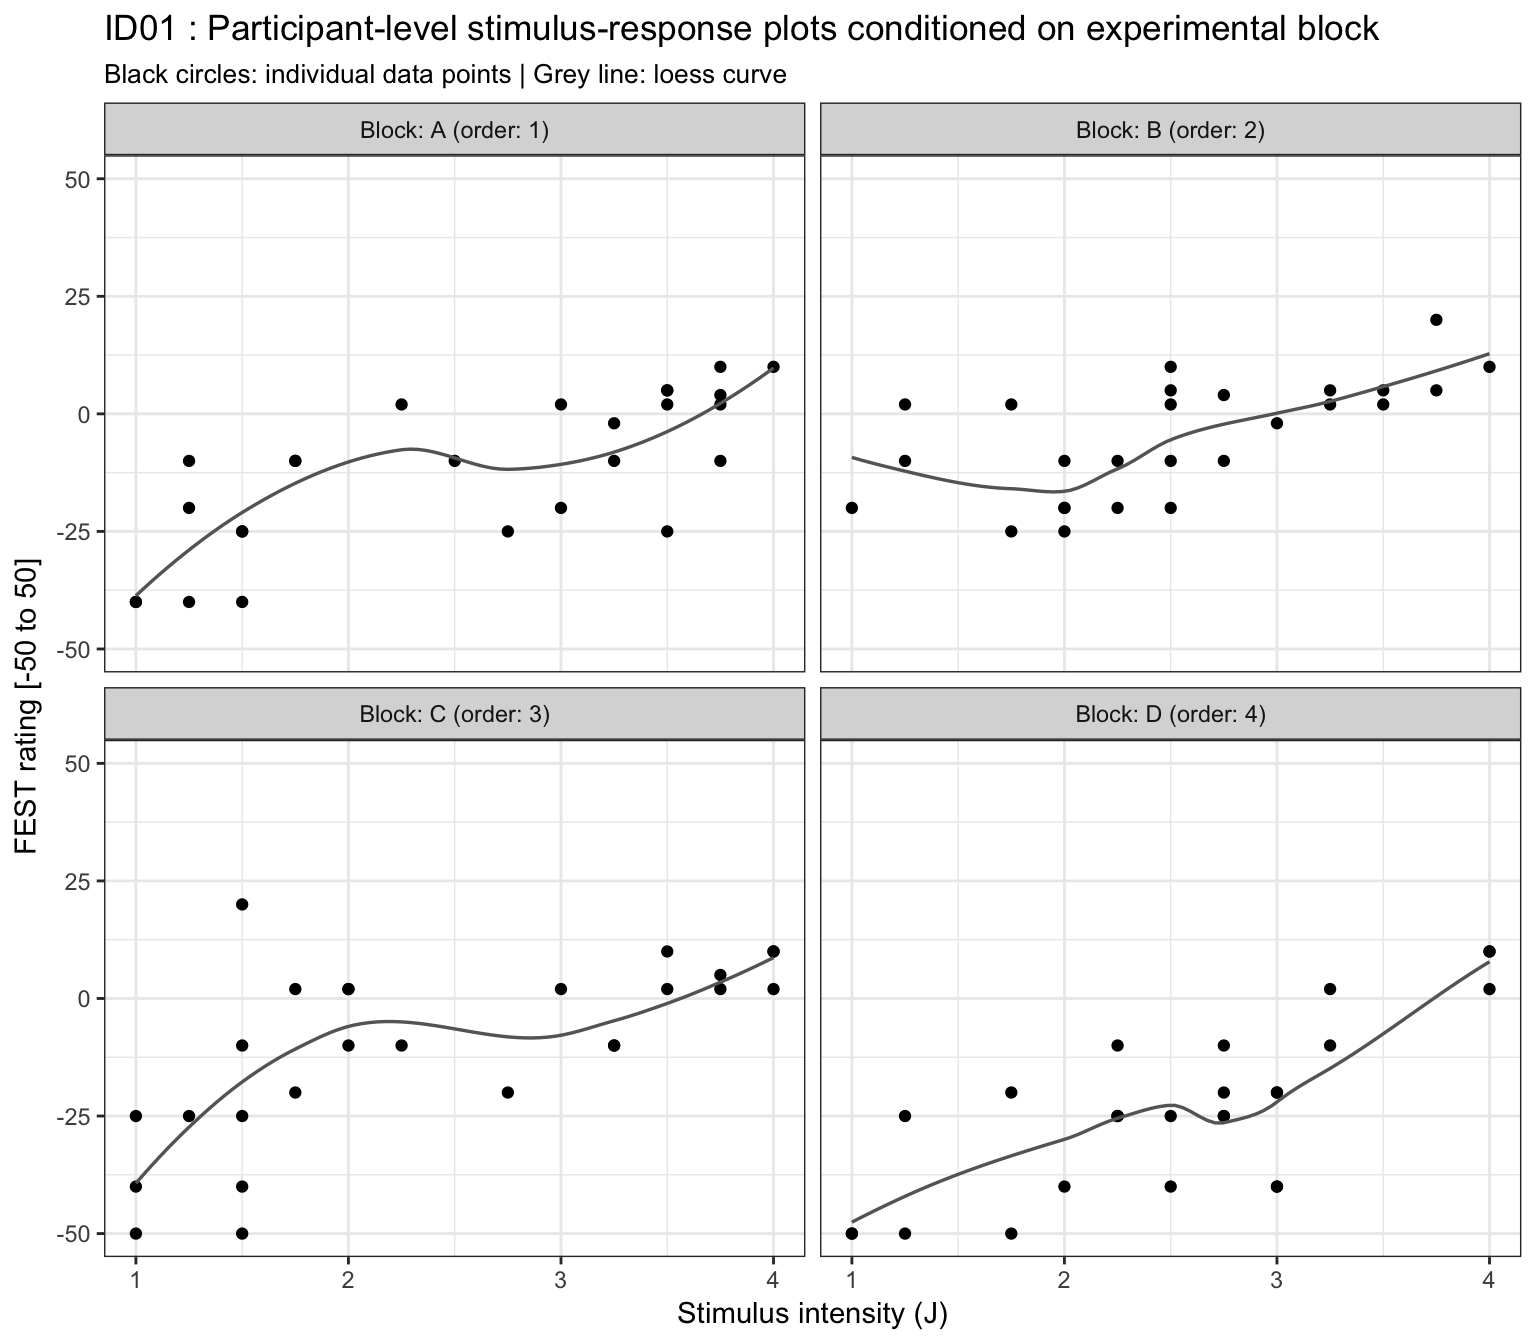 ID01 : Participant-level stimulus-response plots conditioned on experimental block
Black circles: individual data points | Grey line: loess curve
Block: A (order: 1)
Block: B (order: 2)
50
25
0
-25
-50
Block: C (order: 3)
Block: D (order: 4)
50
25
0
-25
-50
FEST rating [-50 to 50]
1 2 3 4
1 2 3 4
Stimulus intensity (J)